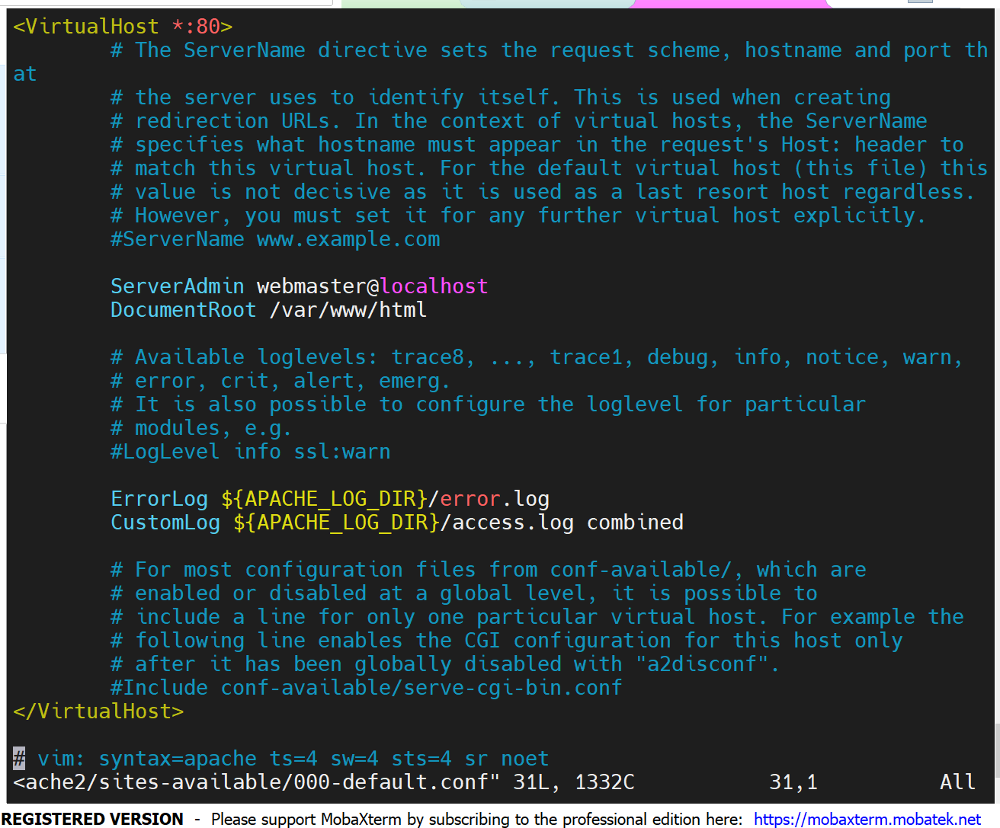 <VirtualHost *:80>
# The ServerName directive sets the request scheme, hostname and port th
at
# the server uses to identify itself. This is used when creating
# redirection URLs. In the context of virtual hosts, the ServerName
# specifies what hostname must appear in the request's Host: header to
# match this virtual host. For the default virtual host (this file) this
# value is not decisive as it is used as a last resort host regardless.
# However, you must set it for any further virtual host explicitly.
#ServerName www.example.com
ServerAdmin webmaster@localhost
DocumentRoot /var/www/html
# Available loglevels: trace8, ..., trace1, debug, info, notice, warn,
# error, crit, alert, emerg.
# It is also possible to configure the loglevel for particular
# modules, e.g.
#LogLevel info ssl:warn
ErrorLog ${APACHE_LOG_DIR}/error.log
CustomLog ${APACHE_LOG_DIR}/access.log combined
# For most configuration files from conf-available/, which are
# enabled or disabled at a global level, it is possible to
# include a line for only one particular virtual host. For example the
# following line enables the CGI configuration for this host only
# after it has been globally disabled with "a2disconf".
#Include conf-available/serve-cgi-bin.conf
</VirtualHost>
# vim: syntax=apache ts=4 sw=4 sts=4 sr noet
<ache2/sites-available/000-default.conf" 31L, 1332C 31,1 All
REGISTERED VERSION - Please support MobaXterm by subscribing to the professional edition here: https://mobaxterm.mobatek.net